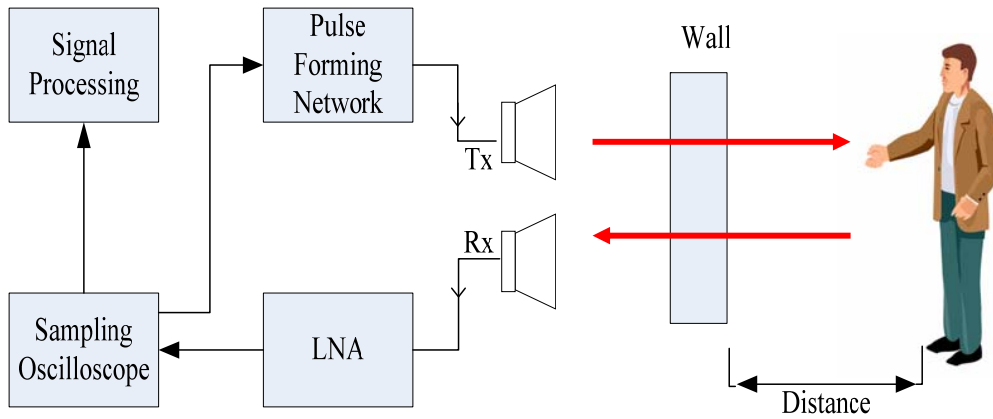 Signal
Processing
Pulse
Forming
Network
Wall
Tx
Rx
Sampling
Oscilloscope
LNA
Distance